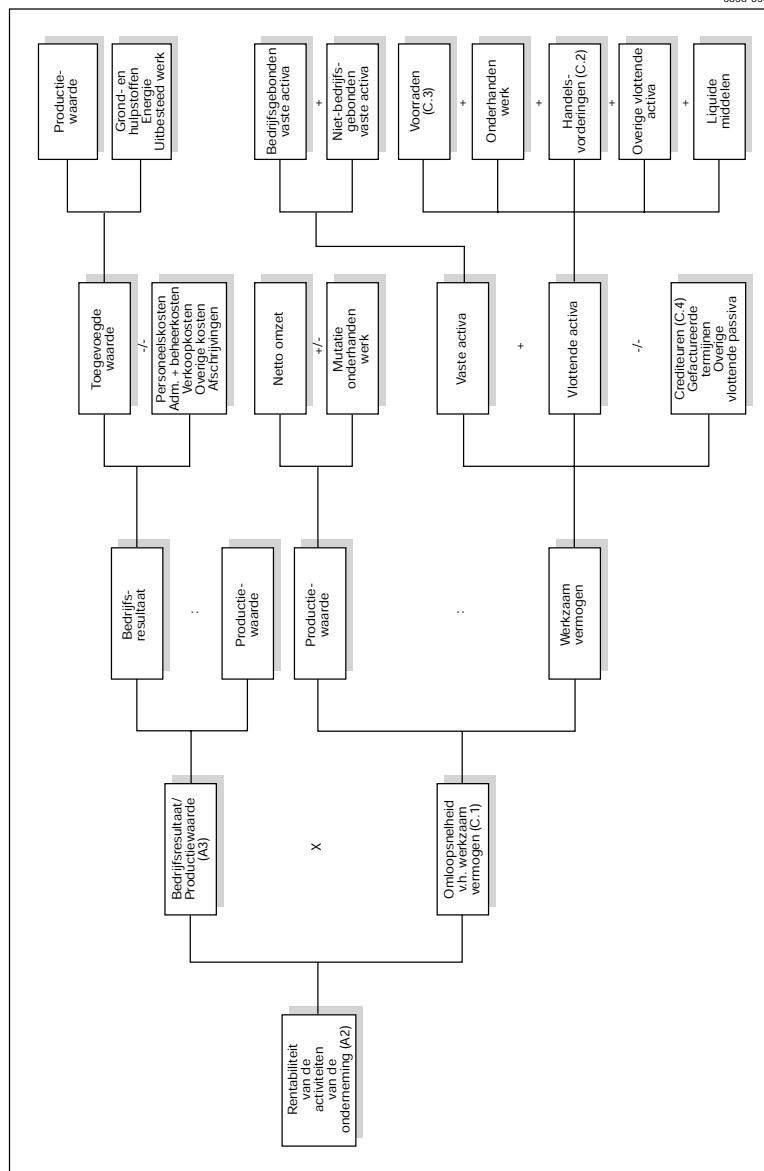 Rentabiliteit
van de
activiteiten
van de
onderneming (A2)
Bedrijfsresultaat/
Productiewaarde
(A3)
X
Omloopsnelheid
v.h. werkzaam
vermogen (C.1)
Bedrijfs-
resultaat
:
Productie-
waarde
Productie-
waarde
:
Werkzaam
vermogen
Toegevoegde
waarde
-/-
Personeelskosten
Adm. + beheerkosten
Verkoopkosten
Overige kosten
Afschrijvingen
Netto omzet
+/-
Mutatie
onderhanden
werk
Vaste activa
+
Vlottende activa
-/-
Crediteuren (C.4)
Gefactureerde
termijnen
Overige
vlottende passiva
Productie-
waarde
-/-
Grond- en
hulpstoffen
Energie
Uitbesteed werk
Bedrijfsgebonden
vaste activa
+
Niet-bedrijfs-
gebonden
vaste activa
Voorraden
(C.3)
+
Onderhanden
werk
+
Handels-
vorderingen (C.2)
+
Overige vlottende
activa
+
Liquide
middelen